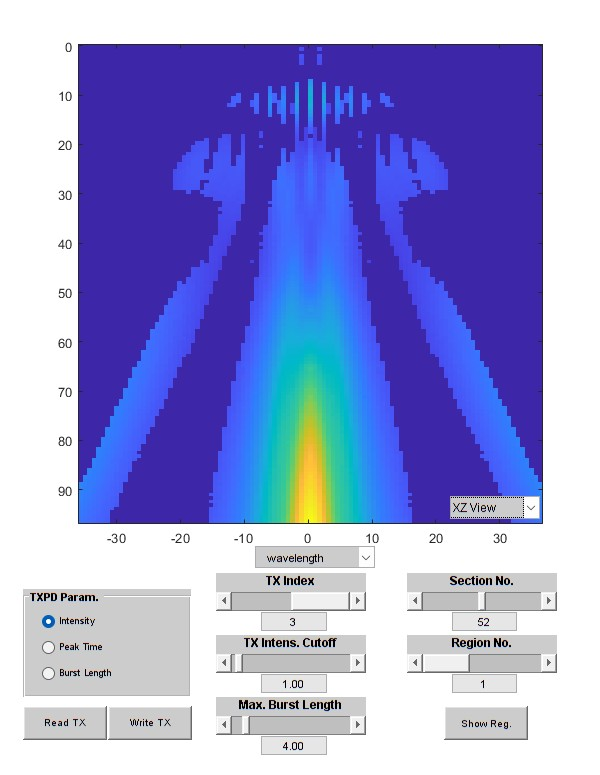 0
10
20
30
40
50
60
70
80
90
-30 -20 -10 0 10 20 30
XZ View
wavelength
TX Index
3
Section No.
52
TXPD Param.
Intensity
Peak Time
Burst Length
TX Intens. Cutoff
1.00
Region No.
1
Max. Burst Length
4.00
Read TX
Write TX
Show Reg.